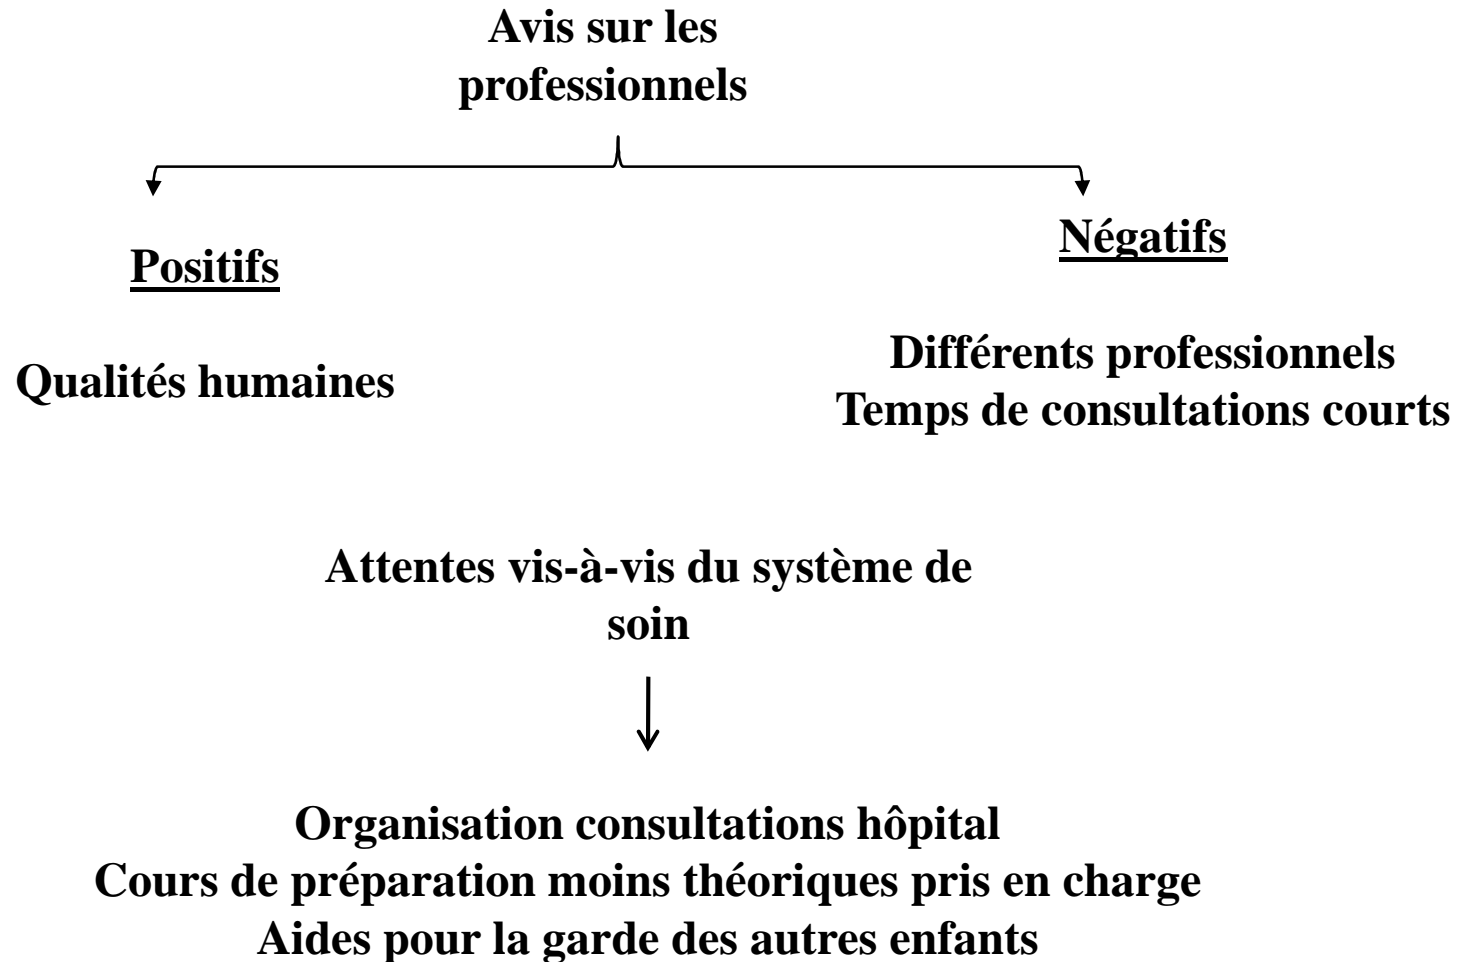 Avis sur les
professionnels
Positifs
Négatifs
Qualités humaines
Différents professionnels
Temps de consultations courts
Attentes vis-à-vis du système de
soin
Organisation consultations hôpital
Cours de préparation moins théoriques pris en charge
Aides pour la garde des autres enfants